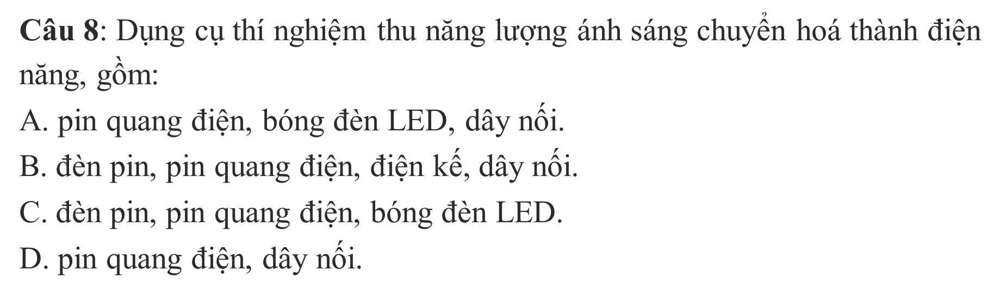 Câu 8: Dụng cụ thí nghiệm thu năng lượng ánh sáng chuyển hoá thành điện
năng, gồm:
A. pin quang điện, bóng đèn LED, dây nối.
B. đèn pin, pin quang điện, điện kế, dây nối.
C. đèn pin, pin quang điện, bóng đèn LED.
D. pin quang điện, dây nối.